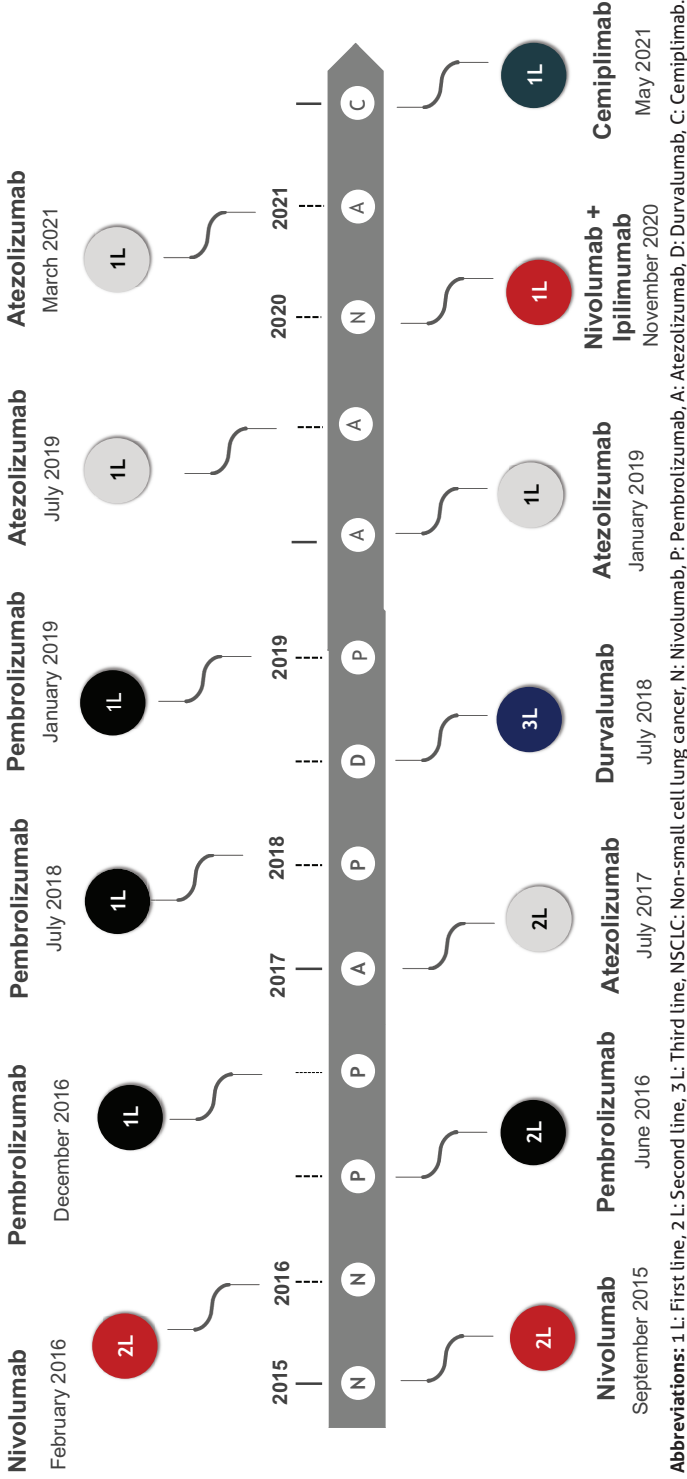 Nivolumab
February 2016
2L
Pembrolizumab
December 2016
1L
Pembrolizumab
July 2018
1L
Pembrolizumab
January 2019
1L
Atezolizumab
July 2019
1L
Atezolizumab
March 2021
1L
2015
2016
2017
2018
2019
2020
2021
N
N
P
P
A
P
D
P
A
A
N
A
C
2L
Nivolumab
September 2015
2L
Pembrolizumab
June 2016
2L
Atezolizumab
July 2017
3L
Durvalumab
July 2018
1L
Atezolizumab
January 2019
1L
Nivolumab +
Ipilimumab
November 2020
1L
Cemiplimab
May 2021
Abbreviations: 1 L: First line, 2 L: Second line, 3 L: Third line, NSCLC: Non-small cell lung cancer, N: Nivolumab, P: Pembrolizumab, A: Atezolizumab, D: Durvalumab, C: Cemiplimab.